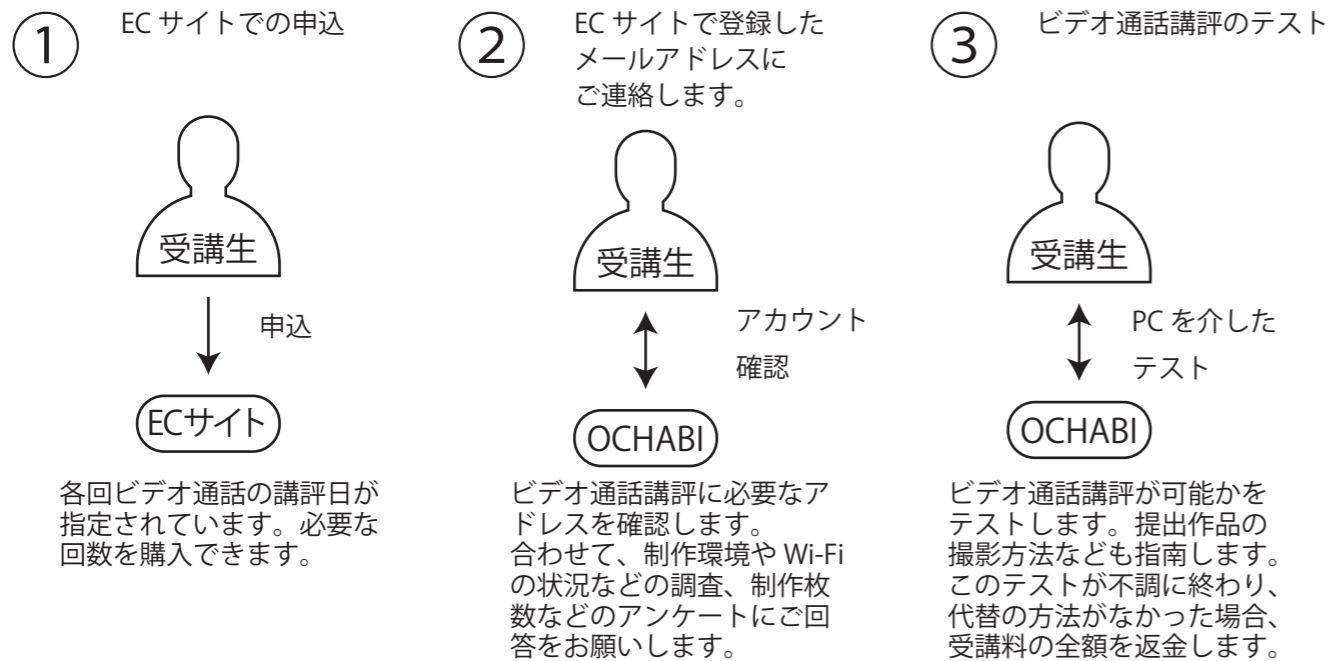 ①
ECサイトでの申込
受講生
申込
ECサイト
各回ビデオ通話の講評日が
指定されています。必要な
回数を購入できます。
②
ECサイトで登録した
メールアドレスに
ご連絡します。
受講生
アカウント
確認
OCHABI
ビデオ通話講評に必要なア
ドレスを確認します。
合わせて、制作環境や Wi-Fi
の状況などの調査、制作枚
数などのアンケートにご回
答をお願いします。
③
ビデオ通話講評のテスト
受講生
PCを介した
テスト
OCHABI
ビデオ通話講評が可能かを
テストします。提出作品の
撮影方法なども指南します。
このテストが不調に終わり、
代替の方法がなかった場合、
受講料の全額を返金します。